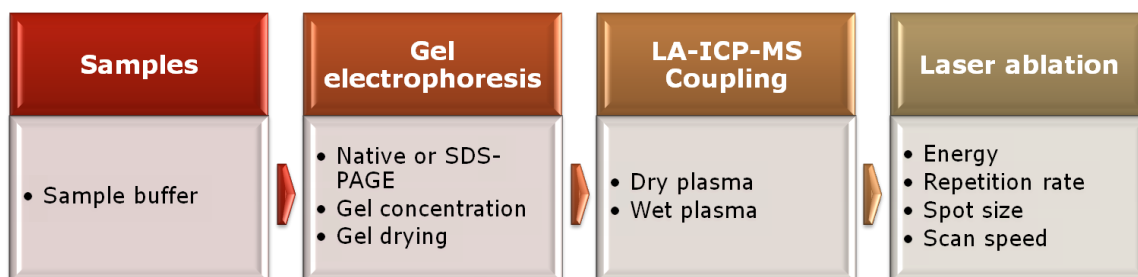 Samples
• Sample buffer
Gel
electrophoresis
• Native or SDS-
PAGE
• Gel concentration
• Gel drying
LA-ICP-MS
Coupling
• Dry plasma
• Wet plasma
Laser ablation
• Energy
• Repetition rate
• Spot size
• Scan speed